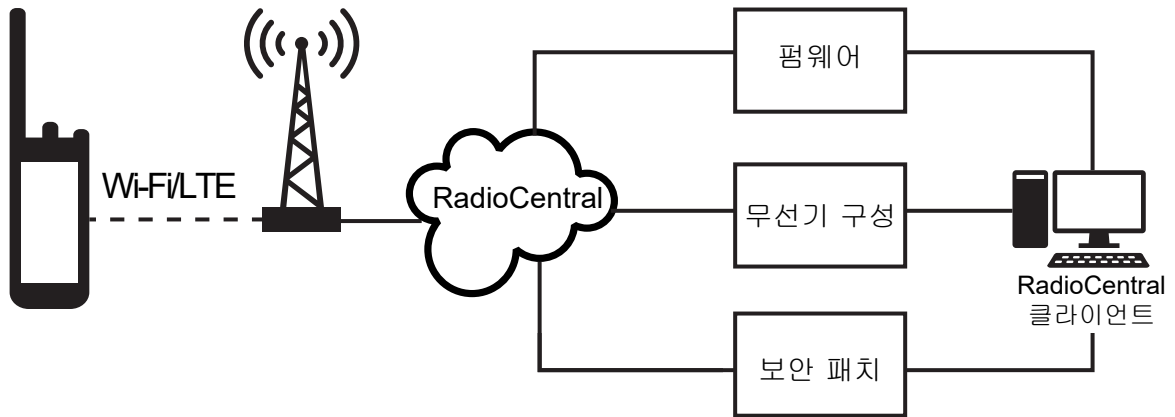 펌웨어
Wi-Fi/LTE
RadioCentral
무선기 구성
RadioCentral
클라이언트
보안 패치